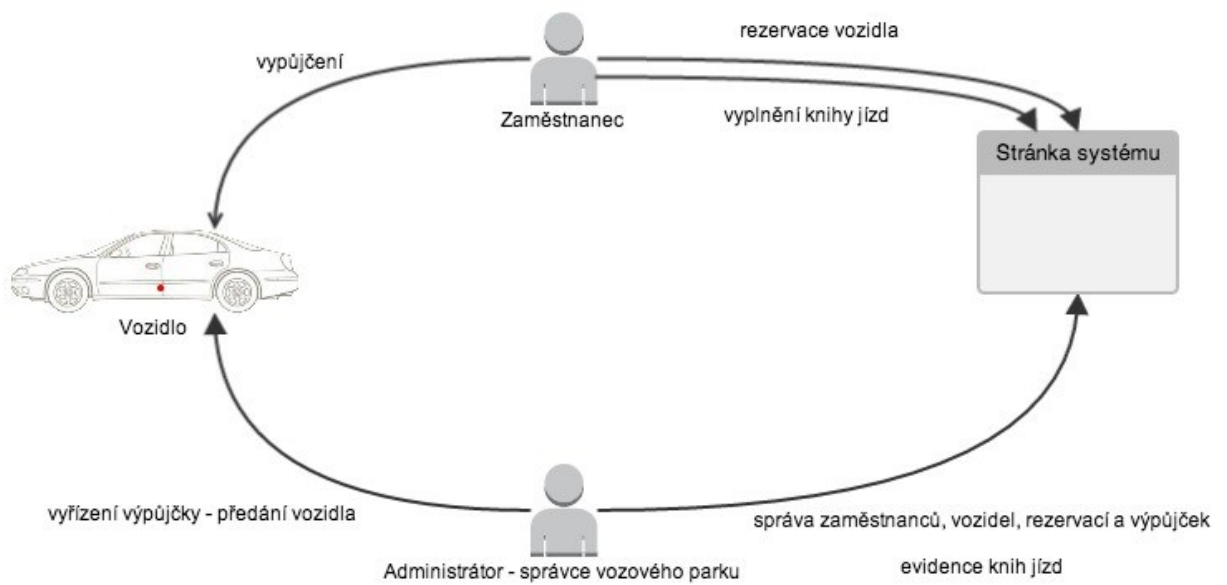 rezervace vozidla
vypůjčení
vyplnění knihy jízd
Zaměstnanec
Stránka systému
Vozidlo
vyřízení výpůjčky - předání vozidla
správa zaměstnanců, vozidel, rezervací a výpůjček
evidence knih jízd
Administrátor - správce vozového parku